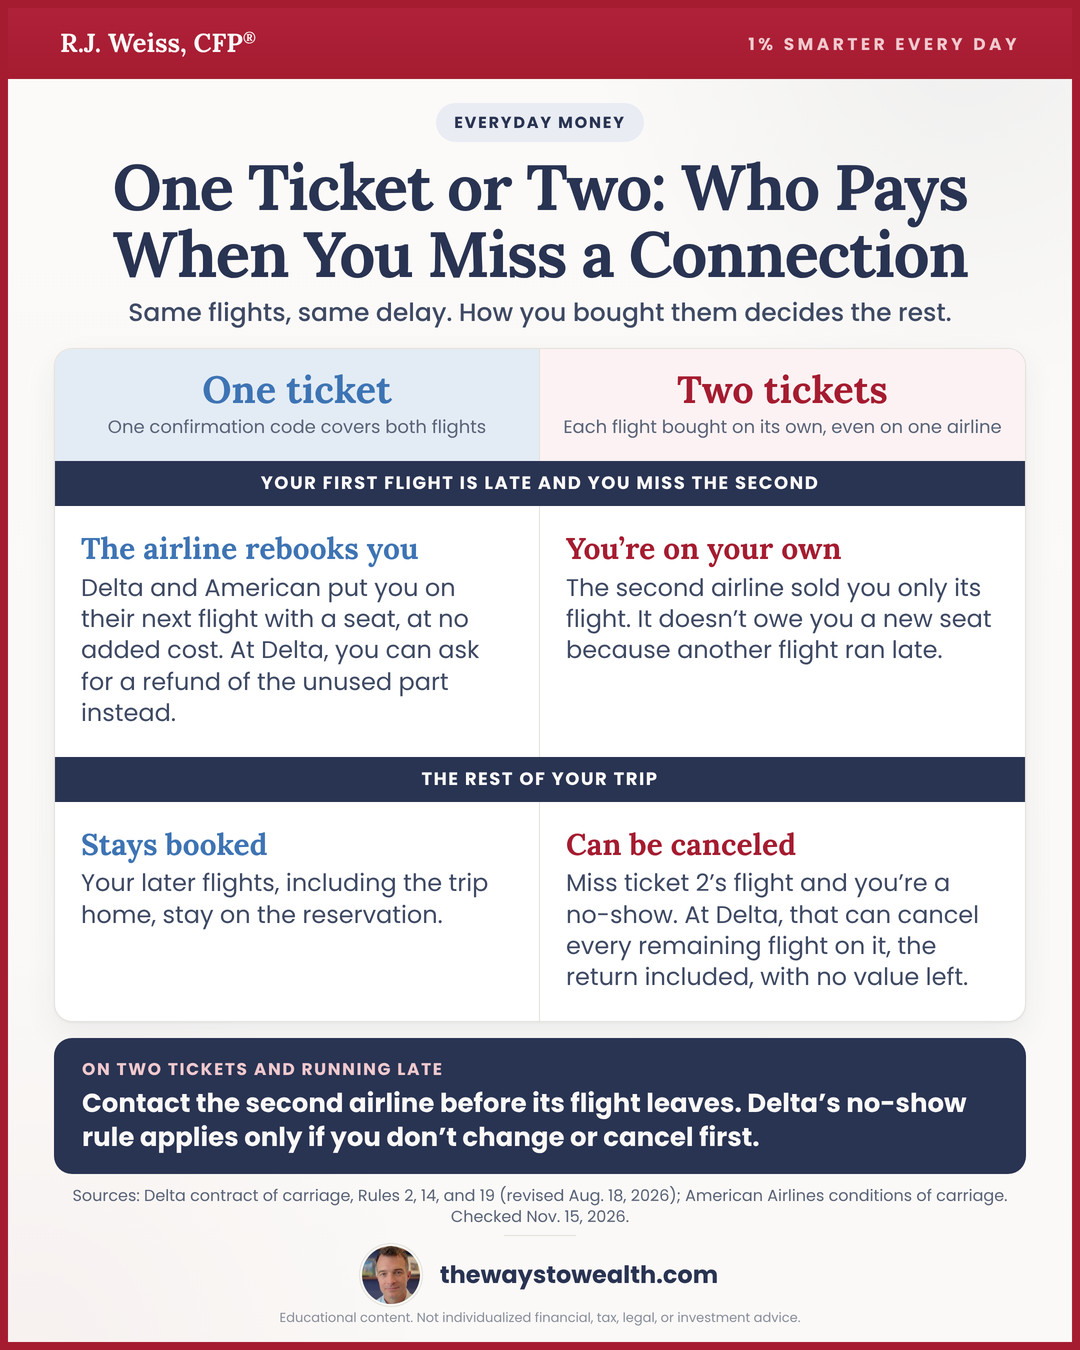 R.J. Weiss, CFP®
1% SMARTER EVERY DAY
EVERYDAY MONEY
One Ticket or Two: Who Pays
When You Miss a Connection
Same flights, same delay. How you bought them decides the rest.
One ticket
One confirmation code covers both flights
Two tickets
Each flight bought on its own, even on one airline
YOUR FIRST FLIGHT IS LATE AND YOU MISS THE SECOND
The airline rebooks you
Delta and American put you on
their next flight with a seat, at no
added cost. At Delta, you can ask
for a refund of the unused part
instead.
You’re on your own
The second airline sold you only its
flight. It doesn’t owe you a new seat
because another flight ran late.
THE REST OF YOUR TRIP
Stays booked
Your later flights, including the trip
home, stay on the reservation.
Can be canceled
Miss ticket 2’s flight and you’re a
no-show. At Delta, that can cancel
every remaining flight on it, the
return included, with no value left.
ON TWO TICKETS AND RUNNING LATE
Contact the second airline before its flight leaves. Delta’s no-show
rule applies only if you don’t change or cancel first.
Sources: Delta contract of carriage, Rules 2, 14, and 19 (revised Aug. 18, 2026); American Airlines conditions of carriage.
Checked Nov. 15, 2026.
thewaystowealth.com
Educational content. Not individualized financial, tax, legal, or investment advice.